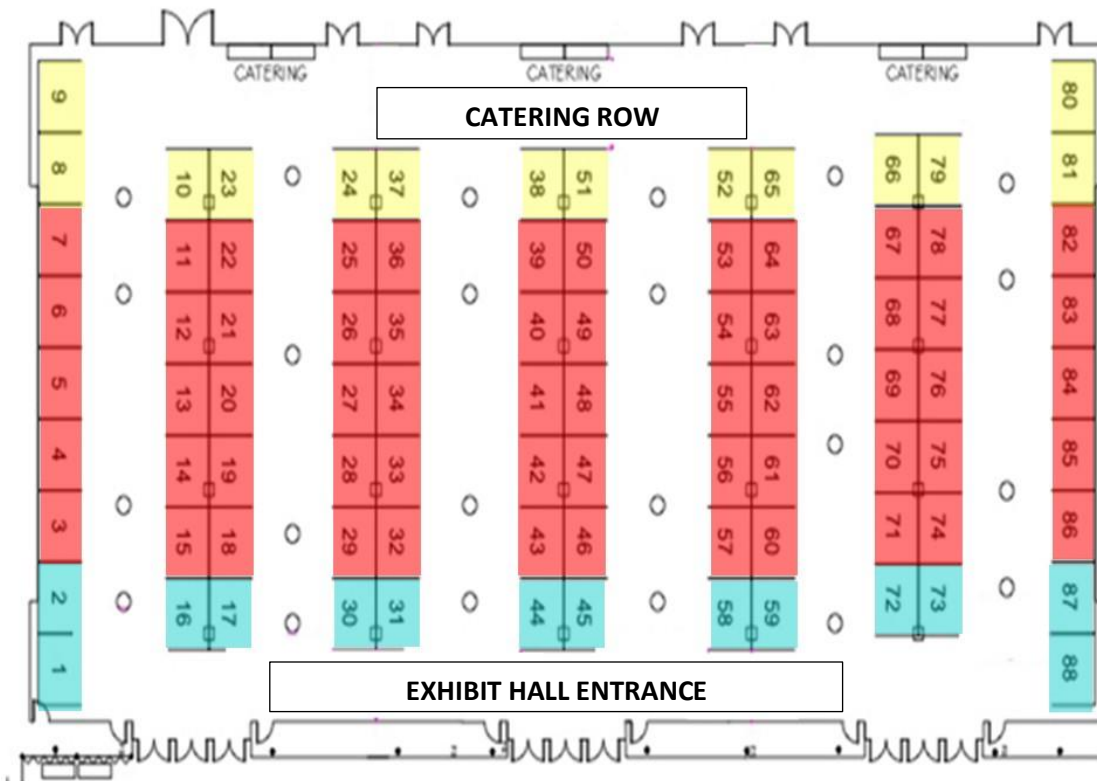 CATERING CATERING CATERING
CATERING ROW
9 80
8 10 23 24 37 38 51 52 65 66 79 81
7 11 22 25 36 39 50 53 64 67 78 82
6 12 21 26 35 40 49 54 63 68 77 83
5 13 20 27 34 41 48 55 62 69 76 84
4 14 19 28 33 42 47 56 61 70 75 85
3 15 18 29 32 43 46 57 60 71 74 86
2 16 17 30 31 44 45 58 59 72 73 87
1 88
EXHIBIT HALL ENTRANCE